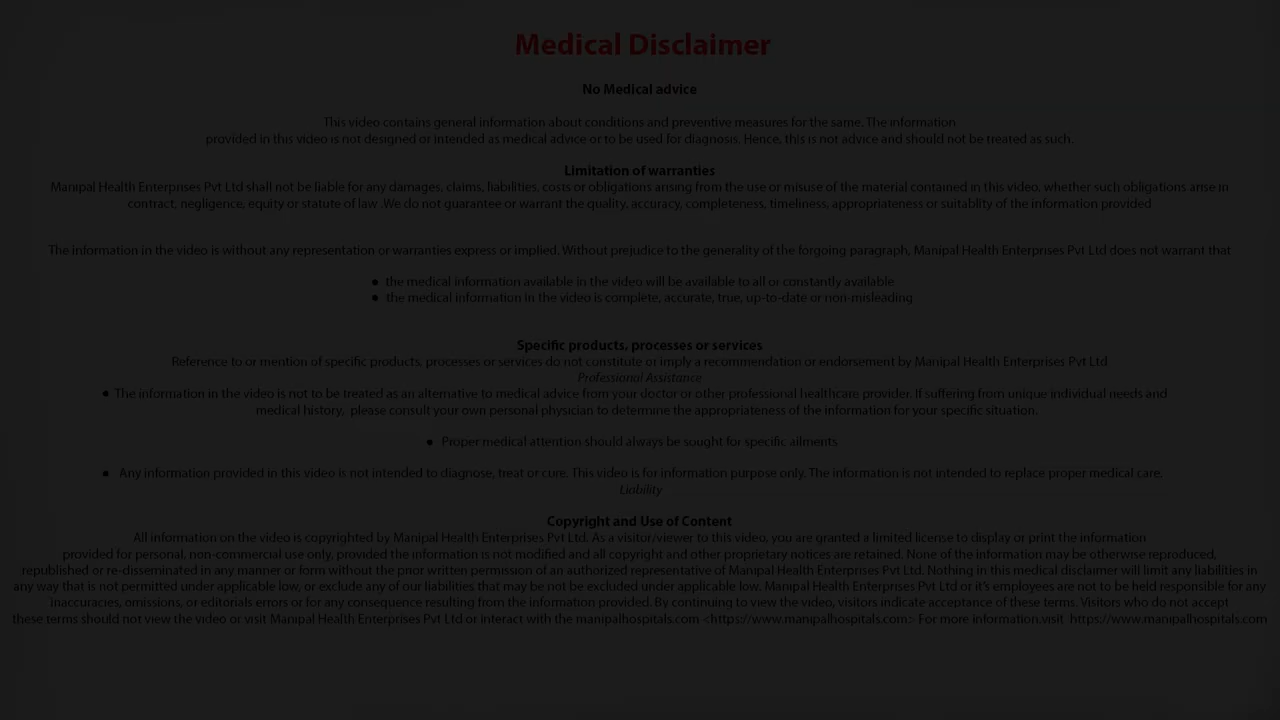 Medical Disclaimer
No Medical advice
This video contains general information about conditions and preventive measures for the same. The information
provided in this video is not designed or intended as medical advice or to be used for diagnosis. Hence, this is not advice and should not be treated as such.
Limitation of warranties
Manipal Health Enterprises Pvt Ltd shall not be liable for any damages, claims, liabilities, costs or obligations arising from the use or misuse of the material contained in this video, whether such obligations arise in
contract, negligence, equity or statute of law .We do not guarantee or warrant the quality, accuracy, completeness, timeliness, appropriateness or suitablity of the information provided
The information in the video is without any representation or warranties express or implied. Without prejudice to the generality of the forgoing paragraph, Manipal Health Enterprises Pvt Ltd does not warrant that
● the medical information available in the video will be available to all or constantly available
● the medical information in the video is complete, accurate, true, up-to-date or non-misleading
Specific products, processes or services
Reference to or mention of specific products, processes or services do not constitute or imply a recommendation or endorsement by Manipal Health Enterprises Pvt Ltd
Professional Assistance
● The information in the video is not to be treated as an alternative to medical advice from your doctor or other professional healthcare provider. If suffering from unique individual needs and
medical history, please consult your own personal physician to determine the appropriateness of the information for your specific situation.
● Proper medical attention should always be sought for specific ailments
● Any information provided in this video is not intended to diagnose, treat or cure. This video is for information purpose only. The information is not intended to replace proper medical care.
Liability
Copyright and Use of Content
All information on the video is copyrighted by Manipal Health Enterprises Pvt Ltd. As a visitor/viewer to this video, you are granted a limited license to display or print the information
provided for personal, non-commercial use only, provided the information is not modified and all copyright and other proprietary notices are retained. None of the information may be otherwise reproduced,
republished or re-disseminated in any manner or form without the prior written permission of an authorized representative of Manipal Health Enterprises Pvt Ltd. Nothing in this medical disclaimer will limit any liabilities in
any way that is not permitted under applicable low, or exclude any of our liabilities that may be not be excluded under applicable low. Manipal Health Enterprises Pvt Ltd or it's employees are not to be held responsible for any
inaccuracies, omissions, or editorials errors or for any consequence resulting from the information provided. By continuing to view the video, visitors indicate acceptance of these terms. Visitors who do not accept
these terms should not view the video or visit Manipal Health Enterprises Pvt Ltd or interact with the manipalhospitals.com <https://www.manipalhospitals.com> For more information.visit https://www.manipalhospitals.com